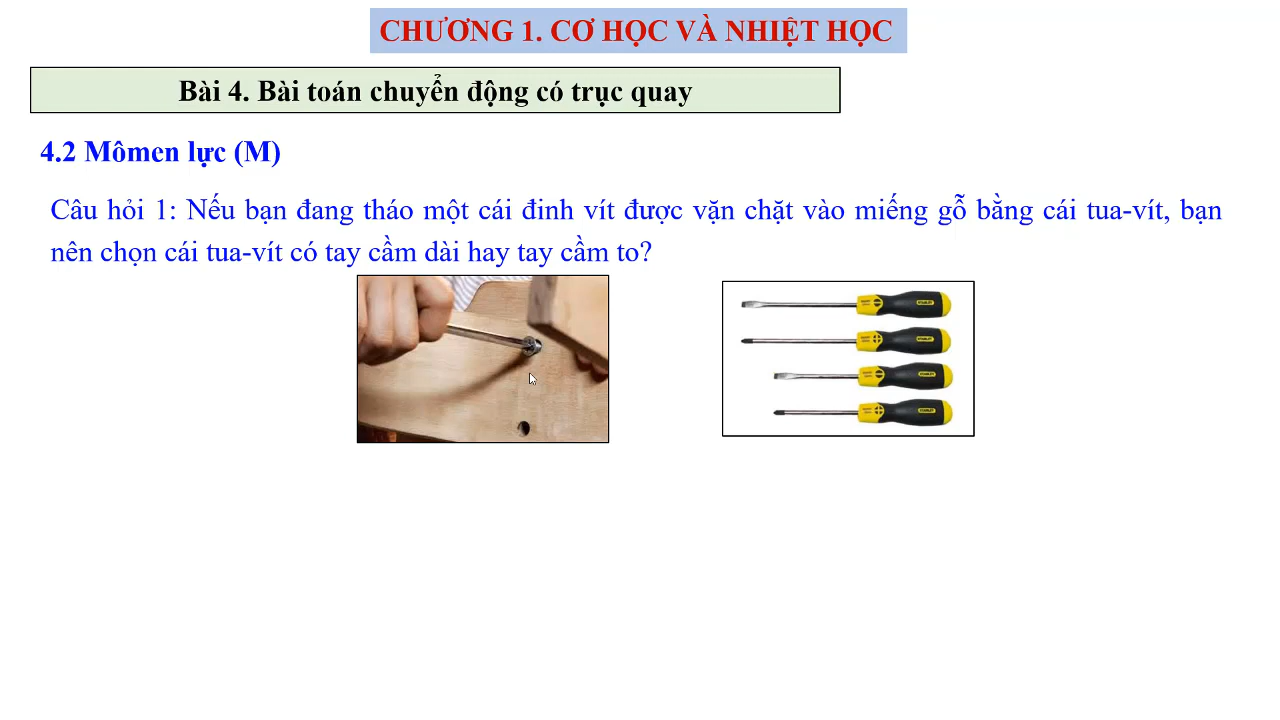 CHƯƠNG 1. CƠ HỌC VÀ NHIỆT HỌC
Bài 4. Bài toán chuyển động có trục quay
4.2 Mômen lực (M)
Câu hỏi 1: Nếu bạn đang tháo một cái đinh vít được vặn chặt vào miếng gỗ bằng cái tua-vít, bạn
nên chọn cái tua-vít có tay cầm dài hay tay cầm to?